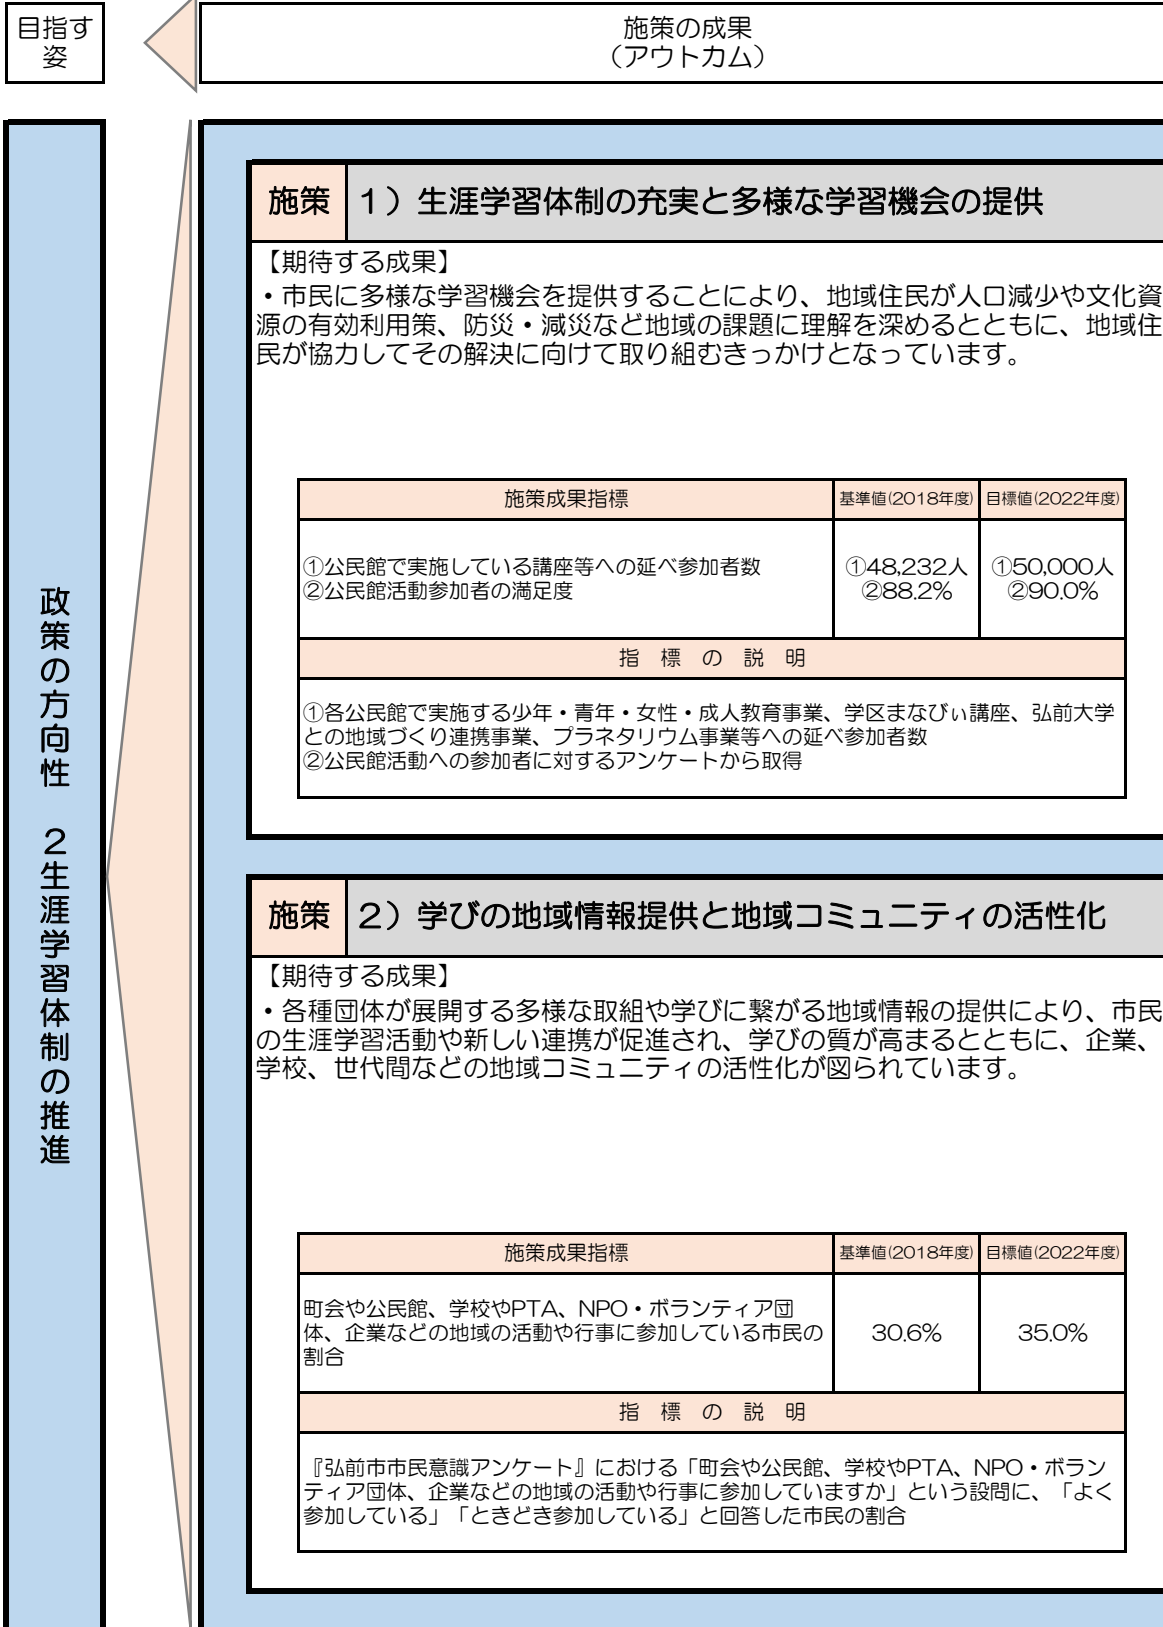 目指す
姿
施策の成果
（アウトカム）
政策の方向性　２生涯学習体制の推進
施策
１）生涯学習体制の充実と多様な学習機会の提供
【期待する成果】
・市民に多様な学習機会を提供することにより、地域住民が人口減少や文化資
源の有効利用策、防災・減災など地域の課題に理解を深めるとともに、地域住
民が協力してその解決に向けて取り組むきっかけとなっています。
施策成果指標
基準値(2018年度)
目標値(2022年度)
①公民館で実施している講座等への延べ参加者数
②公民館活動参加者の満足度
①48,232人
②88.2%
①50,000人
②90.0%
指　標　の　説　明
①各公民館で実施する少年・青年・女性・成人教育事業、学区まなびぃ講座、弘前大学
との地域づくり連携事業、プラネタリウム事業等への延べ参加者数
②公民館活動への参加者に対するアンケートから取得
施策
２）学びの地域情報提供と地域コミュニティの活性化
【期待する成果】
・各種団体が展開する多様な取組や学びに繋がる地域情報の提供により、市民
の生涯学習活動や新しい連携が促進され、学びの質が高まるとともに、企業、
学校、世代間などの地域コミュニティの活性化が図られています。
施策成果指標
基準値(2018年度)
目標値(2022年度)
町会や公民館、学校やPTA、NPO・ボランティア団
体、企業などの地域の活動や行事に参加している市民の
割合
30.6%
35.0%
指　標　の　説　明
『弘前市市民意識アンケート』における「町会や公民館、学校やPTA、NPO・ボラン
ティア団体、企業などの地域の活動や行事に参加していますか」という設問に、「よく
参加している」「ときどき参加している」と回答した市民の割合